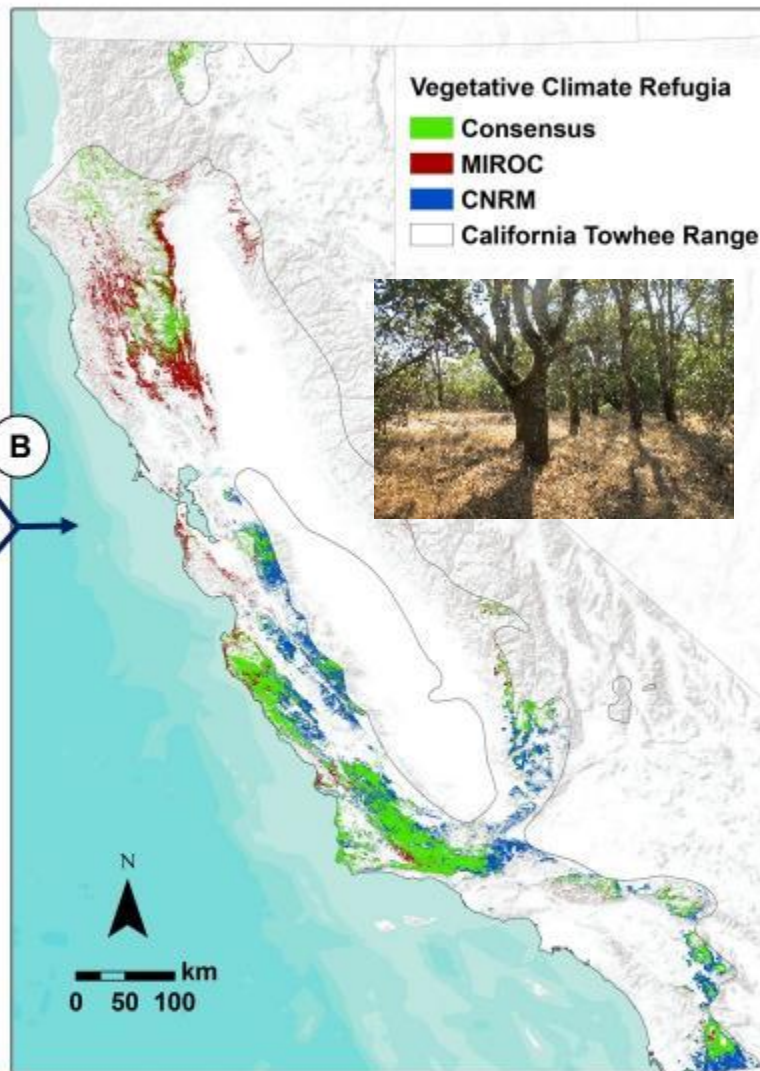 Vegetative Climate Refugia
Consensus
MIROC
CNRM
California Towhee Range
B
N
km
0 50 100